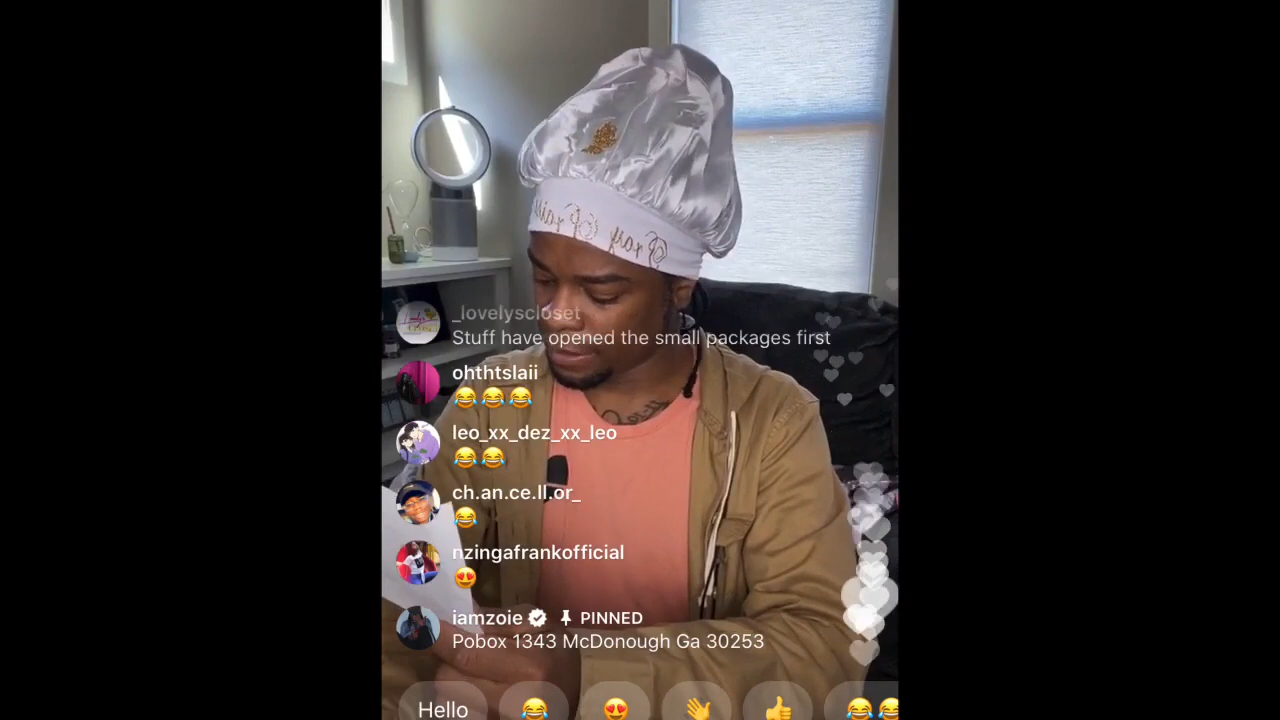 _lovelyscloset
Stuff have opened the small packages first
ohthtslaii
😂😂😂
leo_xx_dez_xx_leo
😂😂
ch.an.ce.ll.or_
😂
nzingafrankofficial
😍
iamzoie PINNED
Pobox 1343 McDonough Ga 30253
Hello 😂 😍 👋 👍 😂😂